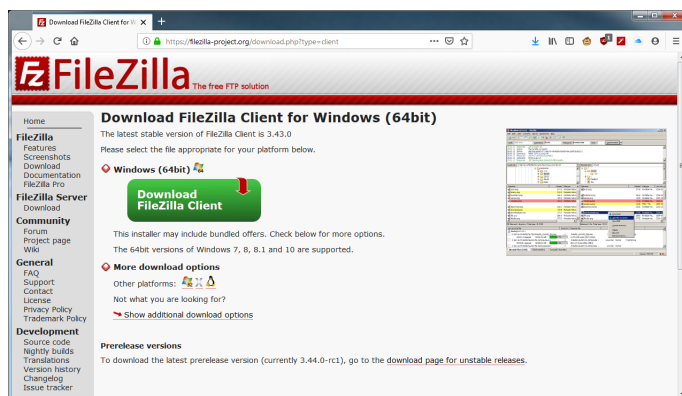 Download FileZilla Client for W
https://filezilla-project.org/download.php?type=client
FileZilla The free FTP solution
Home
FileZilla
Features
Screenshots
Download
Documentation
FileZilla Pro
FileZilla Server
Download
Community
Forum
Project page
Wiki
General
FAQ
Support
Contact
License
Privacy Policy
Trademark Policy
Development
Source code
Nightly builds
Translations
Version history
Changelog
Issue tracker
Download FileZilla Client for Windows (64bit)
The latest stable version of FileZilla Client is 3.43.0
Please select the file appropriate for your platform below.
Windows (64bit)
Download
FileZilla Client
This installer may include bundled offers. Check below for more options.
The 64bit versions of Windows 7, 8, 8.1 and 10 are supported.
More download options
Other platforms:
Not what you are looking for?
Show additional download options
Prerelease versions
To download the latest prerelease version (currently 3.44.0-rc1), go to the download page for unstable releases.